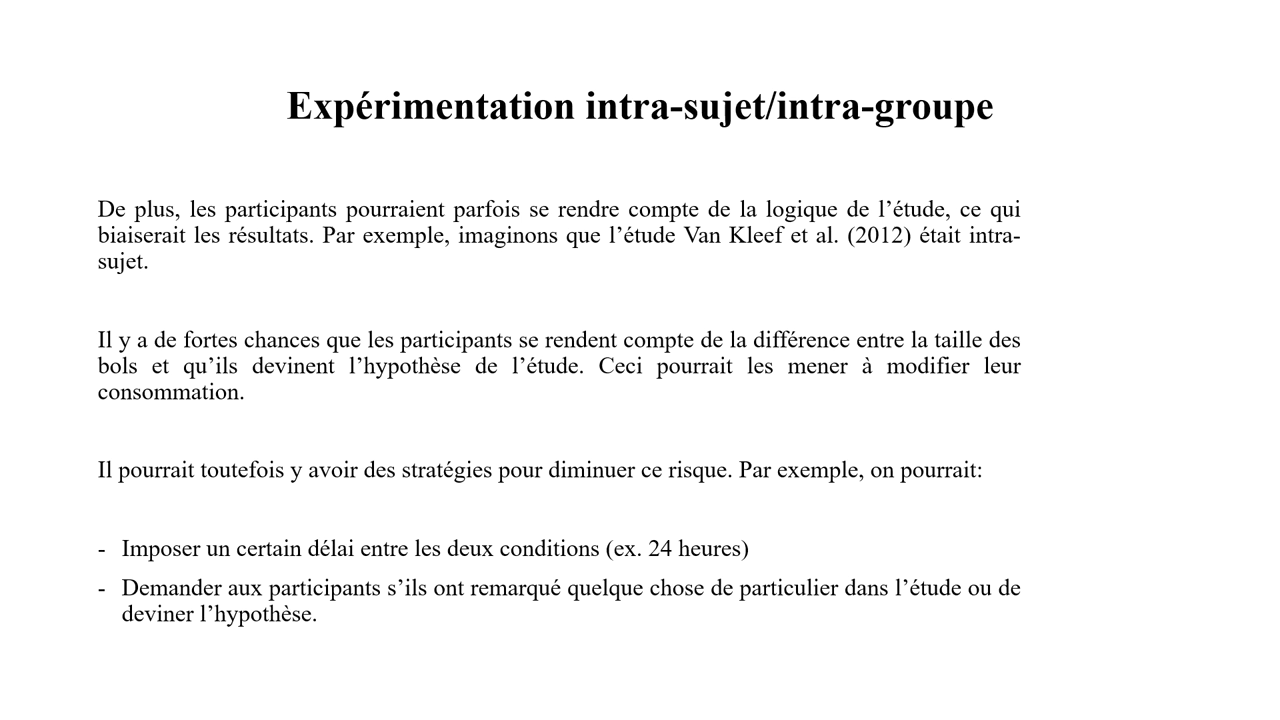 Expérimentation intra-sujet/intra-groupe
De plus, les participants pourraient parfois se rendre compte de la logique de l’étude, ce qui
biaiserait les résultats. Par exemple, imaginons que l’étude Van Kleef et al. (2012) était intra-
sujet.
Il y a de fortes chances que les participants se rendent compte de la différence entre la taille des
bols et qu’ils devinent l’hypothèse de l’étude. Ceci pourrait les mener à modifier leur
consommation.
Il pourrait toutefois y avoir des stratégies pour diminuer ce risque. Par exemple, on pourrait:
- Imposer un certain délai entre les deux conditions (ex. 24 heures)
- Demander aux participants s’ils ont remarqué quelque chose de particulier dans l’étude ou de
deviner l’hypothèse.